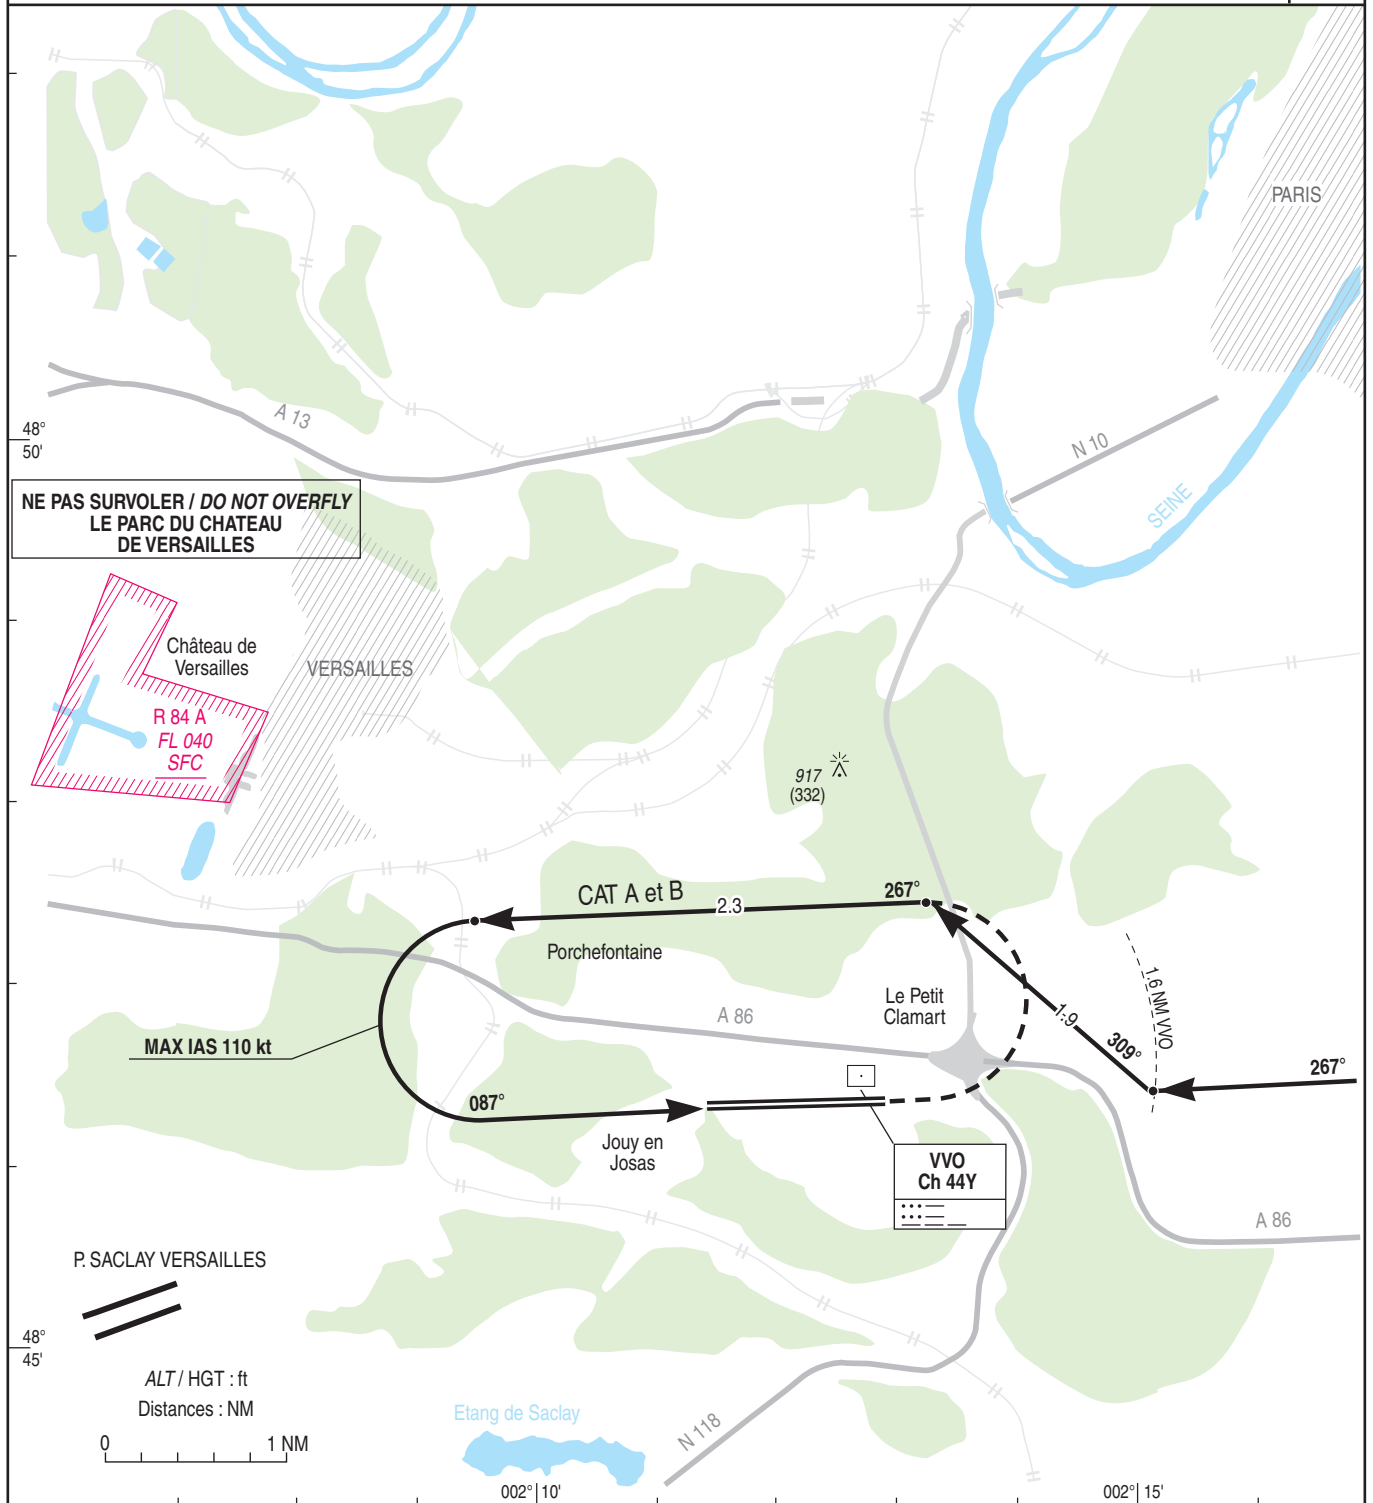 PARIS
A 13
48°
50'
N 10
SEINE
NE PAS SURVOLER / DO NOT OVERFLY
LE PARC DU CHATEAU
DE VERSAILLES
Château de
Versailles
VERSAILLES
R 84 A
FL 040
SFC
917
(332)
CAT A et B
2.3
267°
Porchefontaine
1.6 NM VVO
Le Petit
Clamart
A 86
1.9
309°
267°
MAX IAS 110 kt
087°
Jouy en
Josas
VVO
Ch 44Y
A 86
P. SACLAY VERSAILLES
48°
45'
ALT / HGT : ft
Distances : NM
0 1 NM
Etang de Saclay
N 118
002° 10'
002° 15'